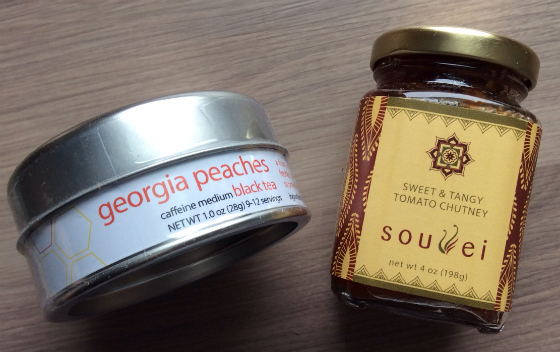 georgia peaches
caffeine medium black tea
NET WT 1.0 oz (28g) 9-12 servings
SWEET & TANGY
TOMATO CHUTNEY
net wt 4 oz (198g)